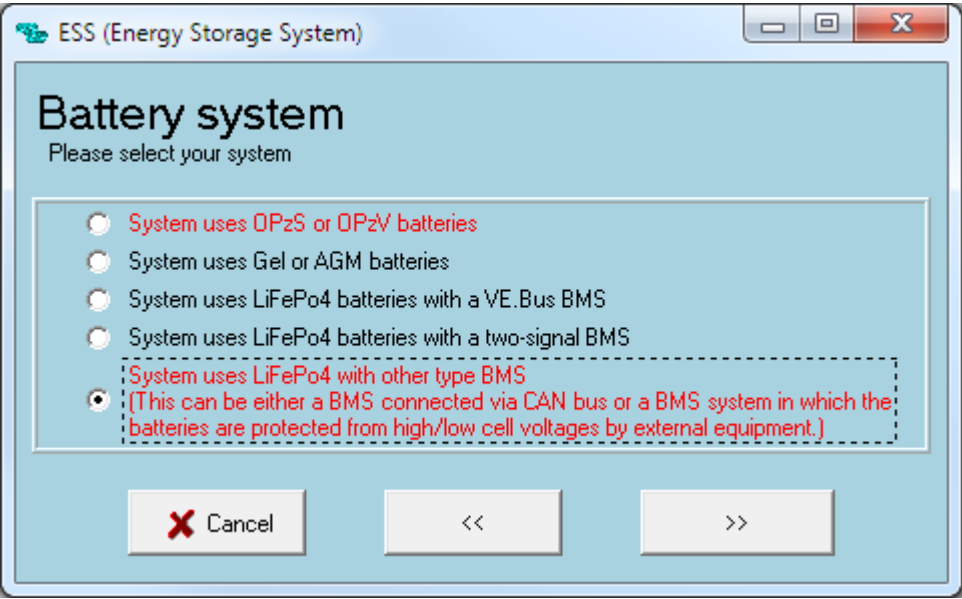 ESS (Energy Storage System)
Battery system
Please select your system
System uses OPzS or OPzV batteries
System uses Gel or AGM batteries
System uses LiFePo4 batteries with a VE.Bus BMS
System uses LiFePo4 batteries with a two-signal BMS
System uses LiFePo4 with other type BMS
(This can be either a BMS connected via CAN bus or a BMS system in which the
batteries are protected from high/low cell voltages by external equipment.)
Cancel
<<
>>